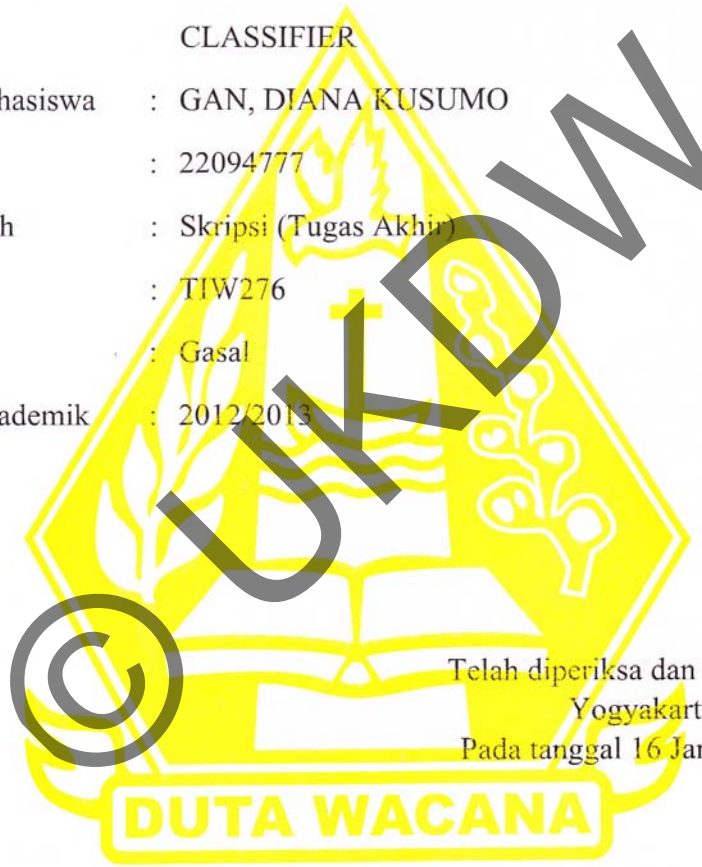 CLASSIFIER
hasiswa : GAN, DIANA KUSUMO
: 22094777
h : Skripsi (Tugas Akhir)
: TIW276
: Gasal
ademik : 2012/2013
© UKDW
Telah diperiksa dan
Yogyakart
Pada tanggal 16 Jan
DUTA WACANA